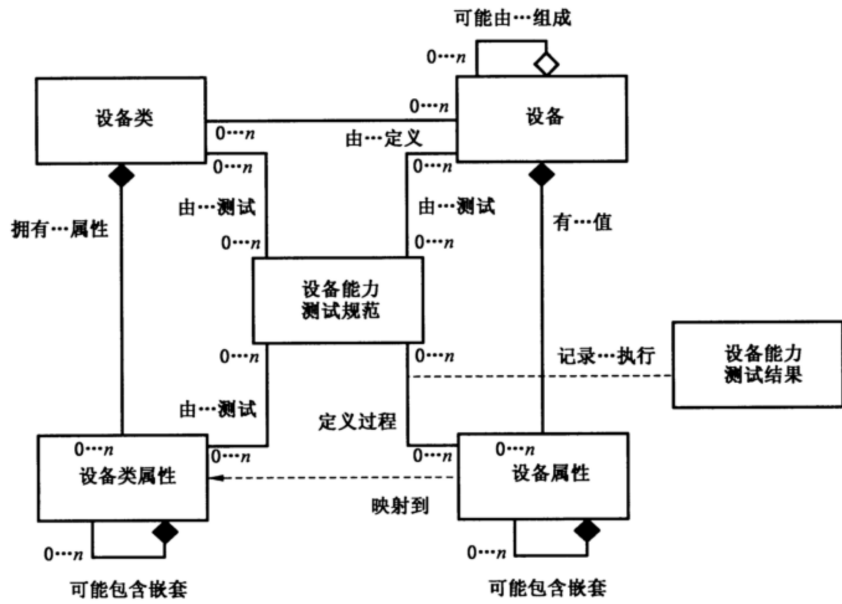 可能由…组成
0…n
设备类
0…n
设备
0…n
由…定义
0…n
0…n
由…测试
由…测试
拥有…属性
有…值
0…n
0…n
设备能力
测试规范
0…n
0…n
记录…执行
设备能力
测试结果
由…测试
定义过程
0…n
0…n
0…n
0…n
设备类属性
设备属性
映射到
0…n
0…n
可能包含嵌套
可能包含嵌套